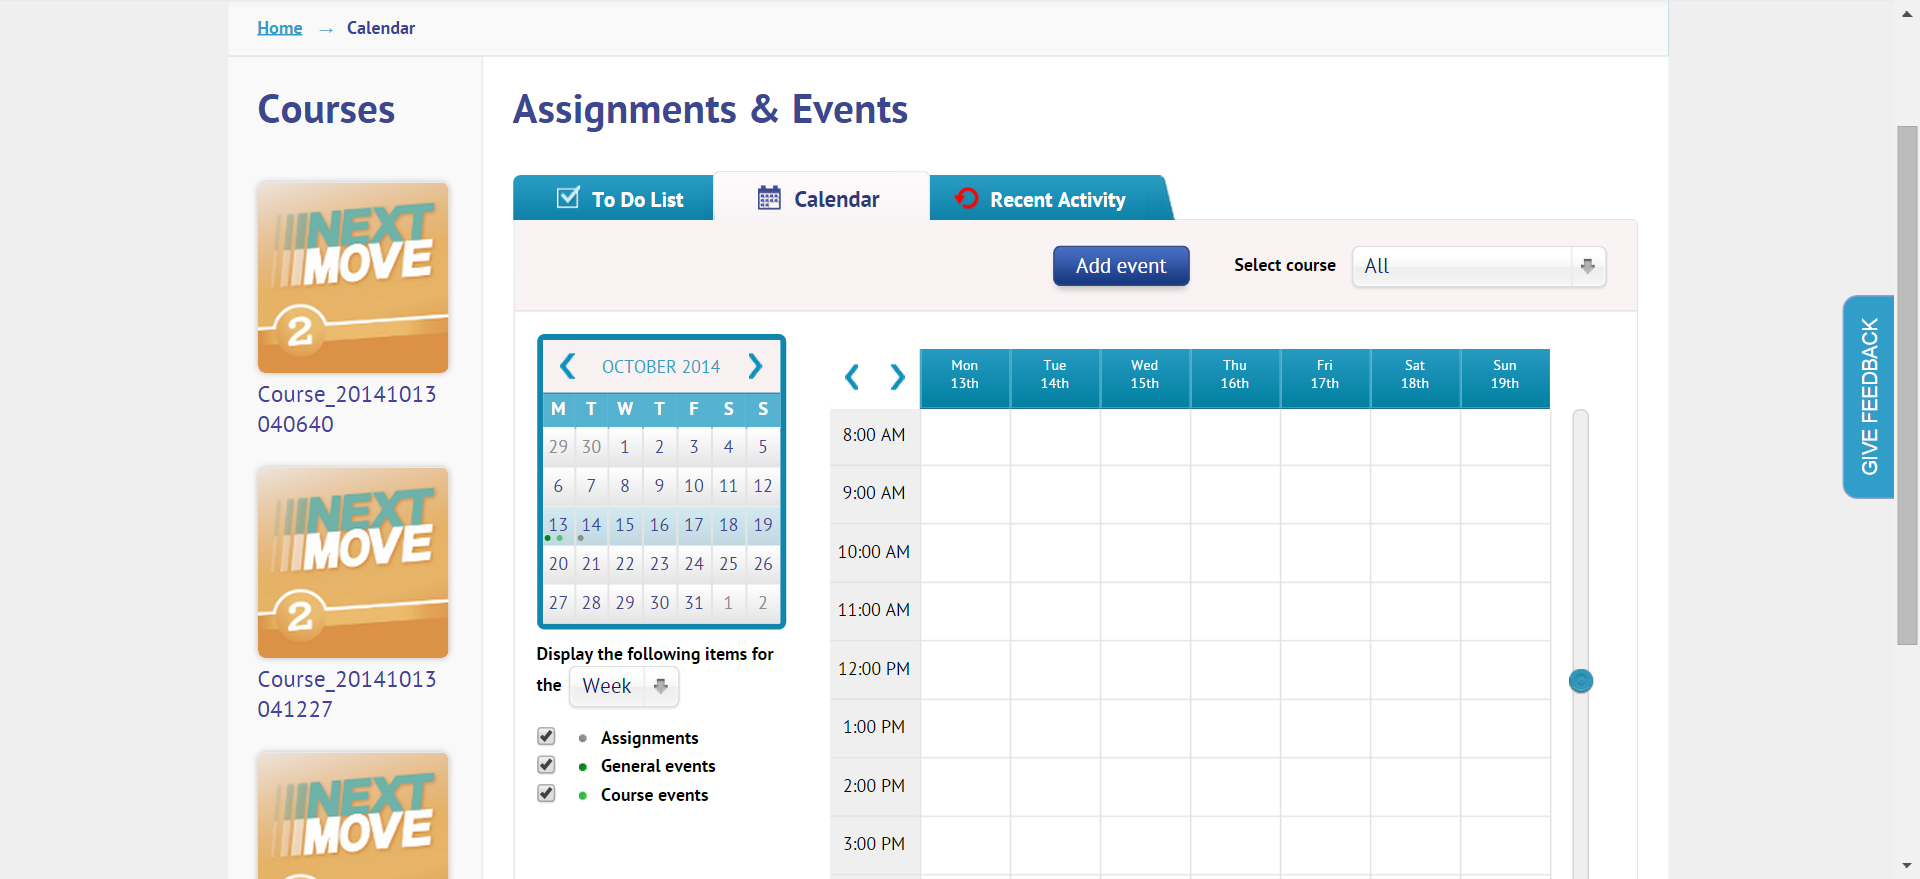 Home → Calendar
Courses
NEXT
MOVE
2
Course_20141013
040640
NEXT
MOVE
2
Course_20141013
041227
NEXT
MOVE
Assignments & Events
To Do List
Calendar
Recent Activity
Add event
Select course
All
OCTOBER 2014
M T W T F S S
29 30 1 2 3 4 5
6 7 8 9 10 11 12
13 14 15 16 17 18 19
20 21 22 23 24 25 26
27 28 29 30 31 1 2
Display the following items for
the Week
Assignments
General events
Course events
Mon Tue Wed Thu Fri Sat Sun
13th 14th 15th 16th 17th 18th 19th
8:00 AM
9:00 AM
10:00 AM
11:00 AM
12:00 PM
1:00 PM
2:00 PM
3:00 PM
GIVE FEEDBACK